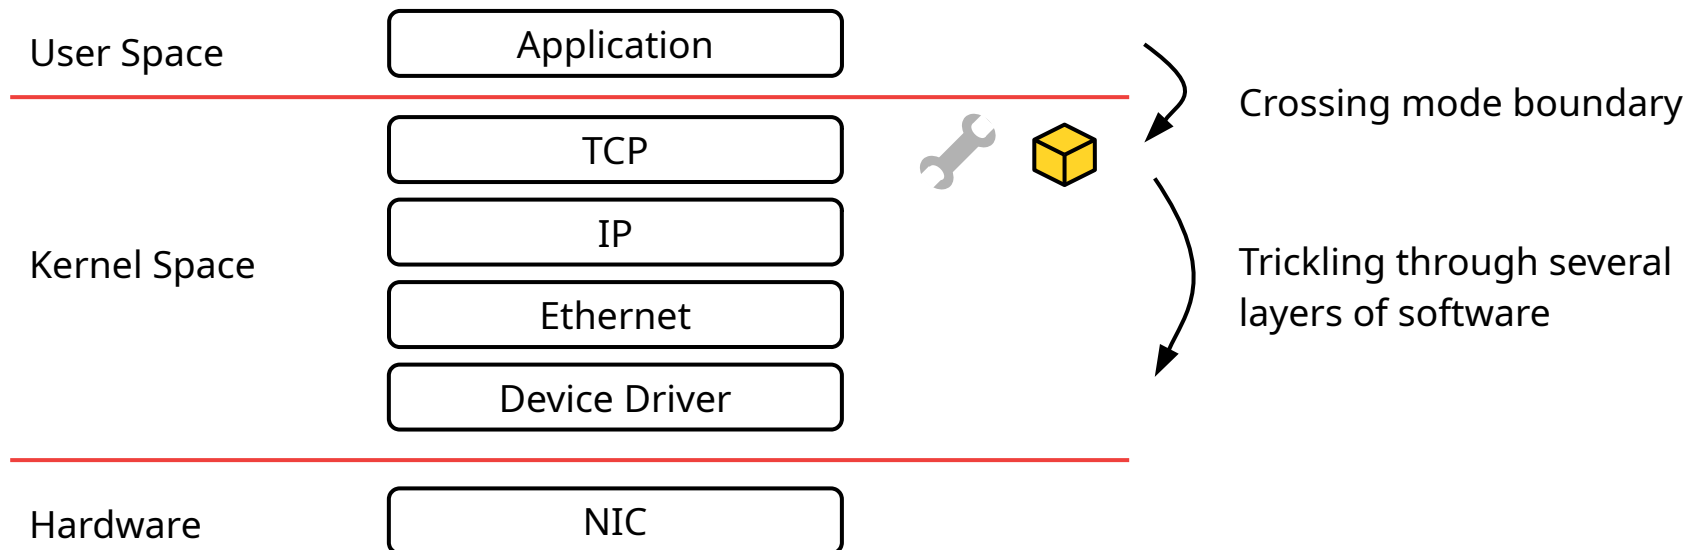 User Space
Application
Crossing mode boundary
TCP
IP
Kernel Space
Trickling through several
layers of software
Ethernet
Device Driver
Hardware
NIC